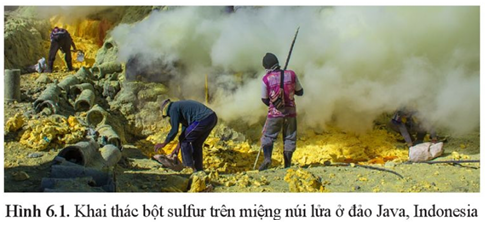 Hình 6.1. Khai thác bột sulfur trên miệng núi lửa ở đảo Java, Indonesia